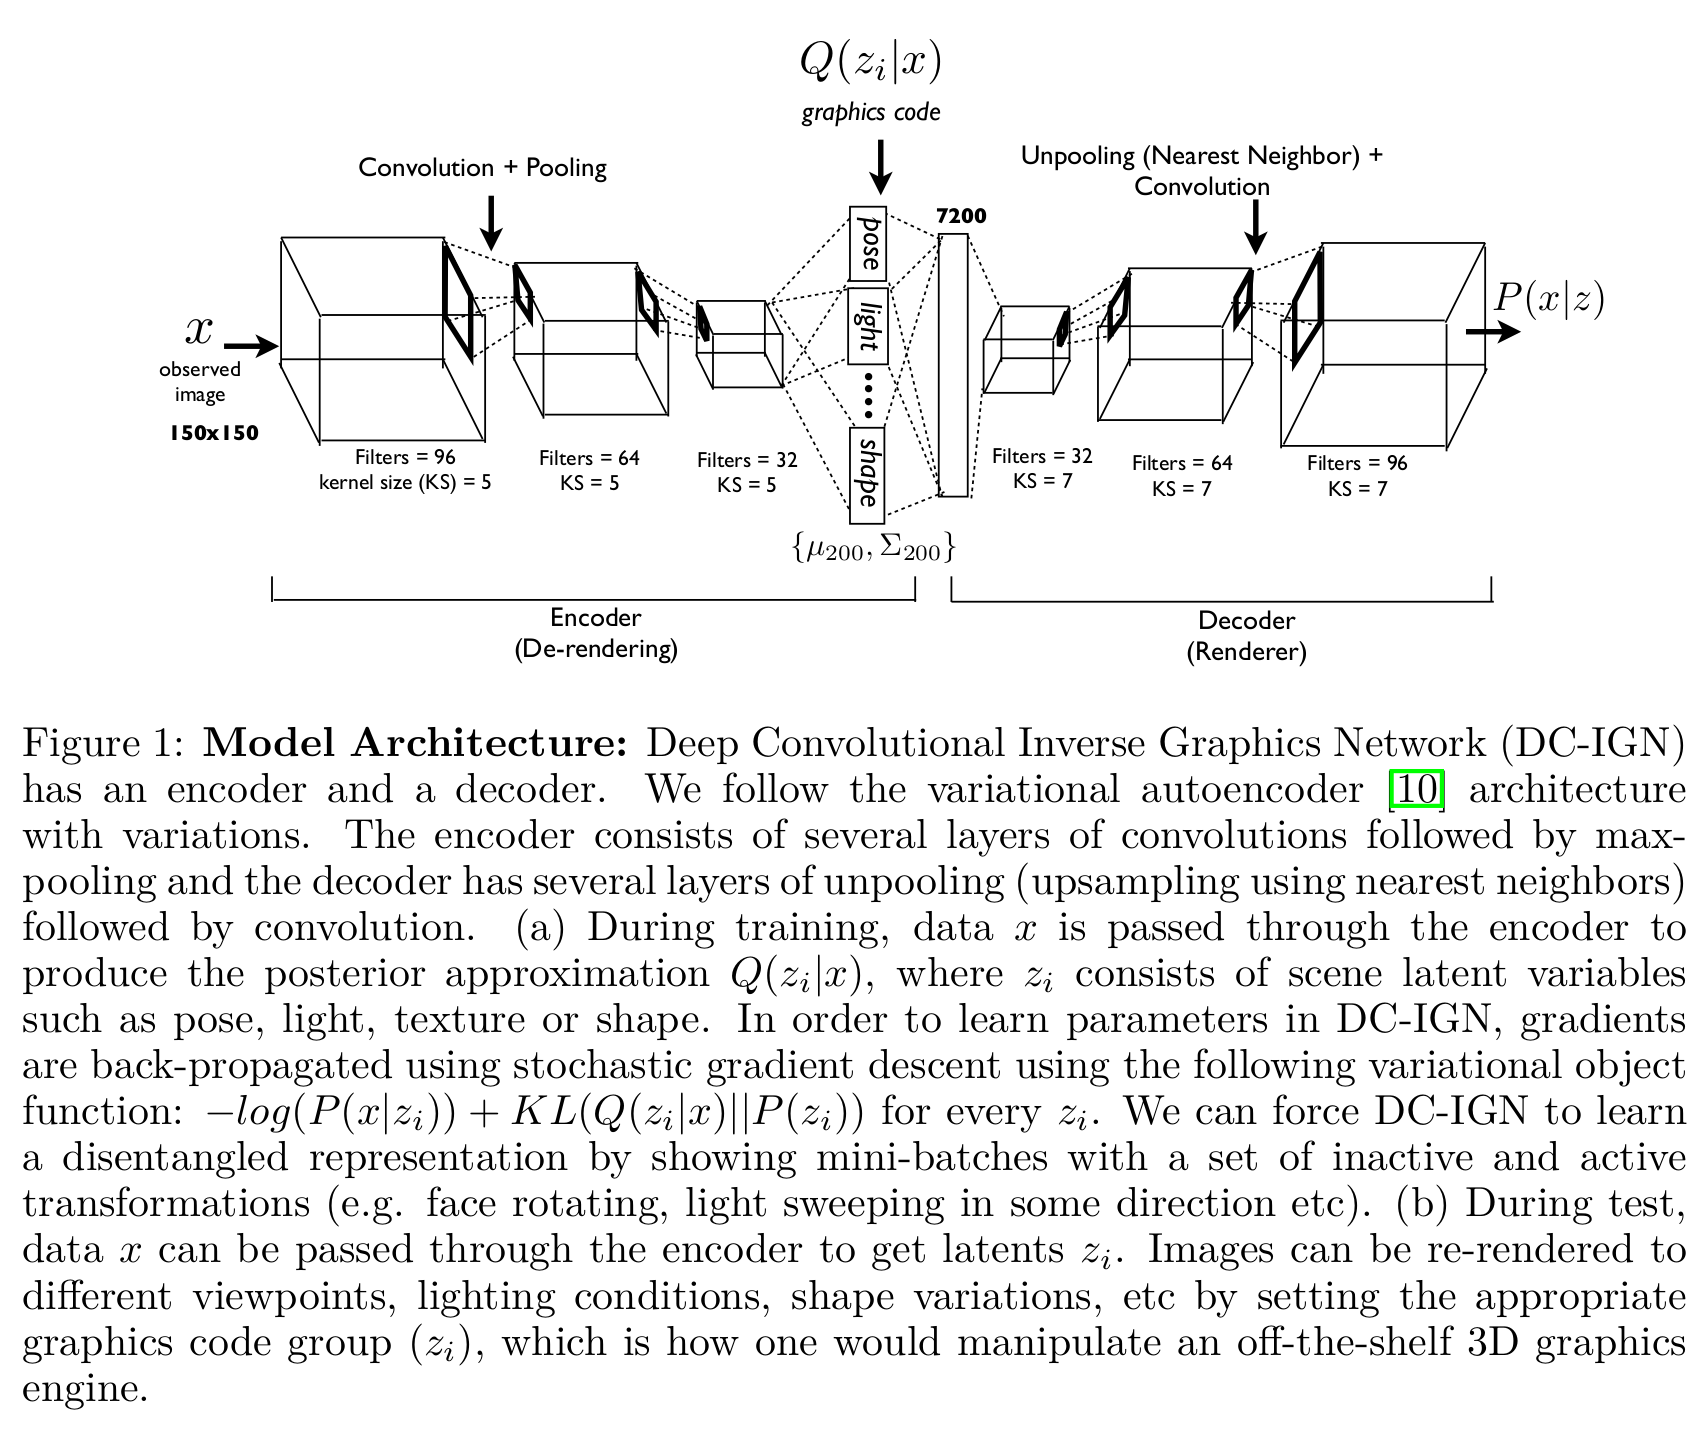 Q(z_i|x)
graphics code
Convolution + Pooling
Unpooling (Nearest Neighbor) +
Convolution
7200
pose
light
shape
x
observed
image
150x150
P(x|z)
Filters = 96
kernel size (KS) = 5
Filters = 64
KS = 5
Filters = 32
KS = 5
Filters = 32
KS = 7
Filters = 64
KS = 7
Filters = 96
KS = 7
{μ_200, Σ_200}
Encoder
(De-rendering)
Decoder
(Renderer)
Figure 1: Model Architecture: Deep Convolutional Inverse Graphics Network (DC-IGN)
has an encoder and a decoder. We follow the variational autoencoder [10] architecture
with variations. The encoder consists of several layers of convolutions followed by max-
pooling and the decoder has several layers of unpooling (upsampling using nearest neighbors)
followed by convolution. (a) During training, data x is passed through the encoder to
produce the posterior approximation Q(z_i|x), where z_i consists of scene latent variables
such as pose, light, texture or shape. In order to learn parameters in DC-IGN, gradients
are back-propagated using stochastic gradient descent using the following variational object
function: −log(P(x|z_i)) + KL(Q(z_i|x)||P(z_i)) for every z_i. We can force DC-IGN to learn
a disentangled representation by showing mini-batches with a set of inactive and active
transformations (e.g. face rotating, light sweeping in some direction etc). (b) During test,
data x can be passed through the encoder to get latents z_i. Images can be re-rendered to
different viewpoints, lighting conditions, shape variations, etc by setting the appropriate
graphics code group (z_i), which is how one would manipulate an off-the-shelf 3D graphics
engine.